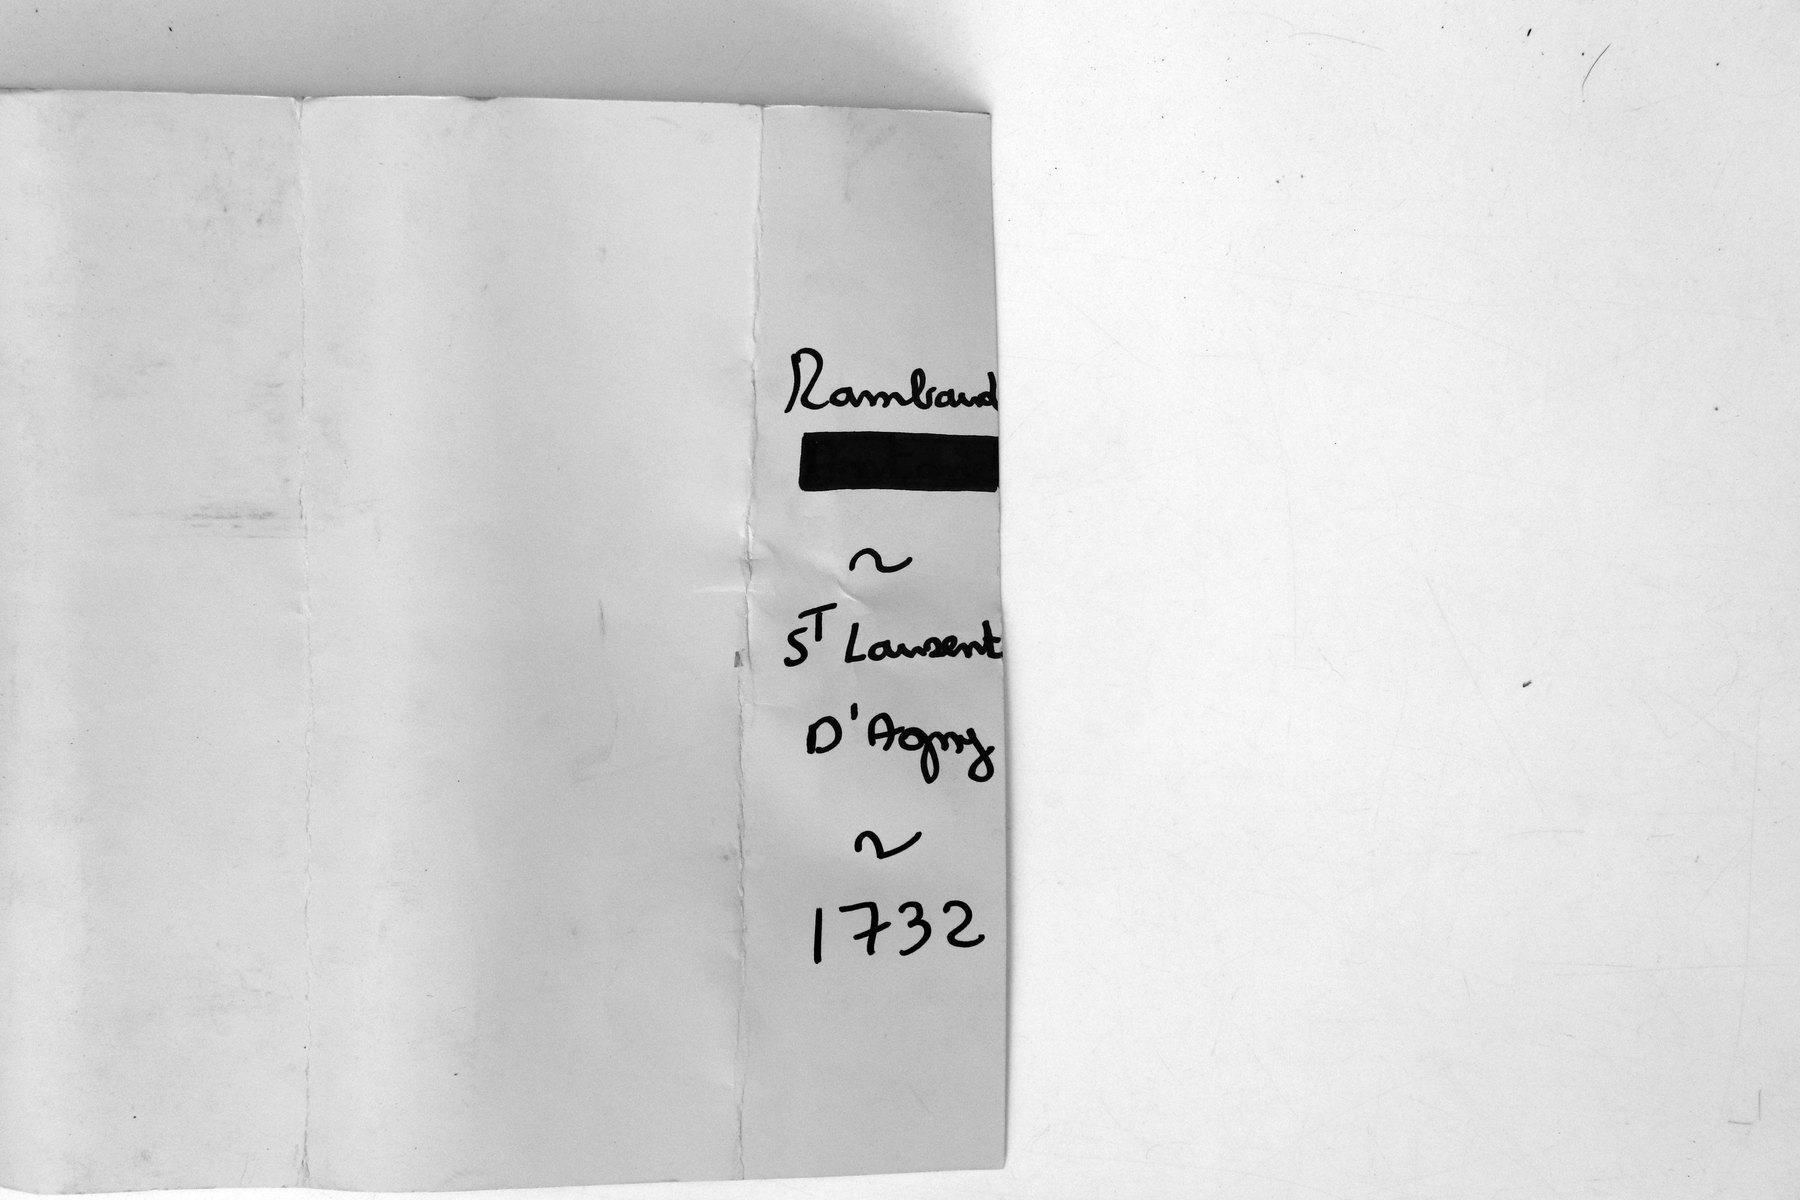 Rambaud
~
ST Laurent
D'Agny
~
1732